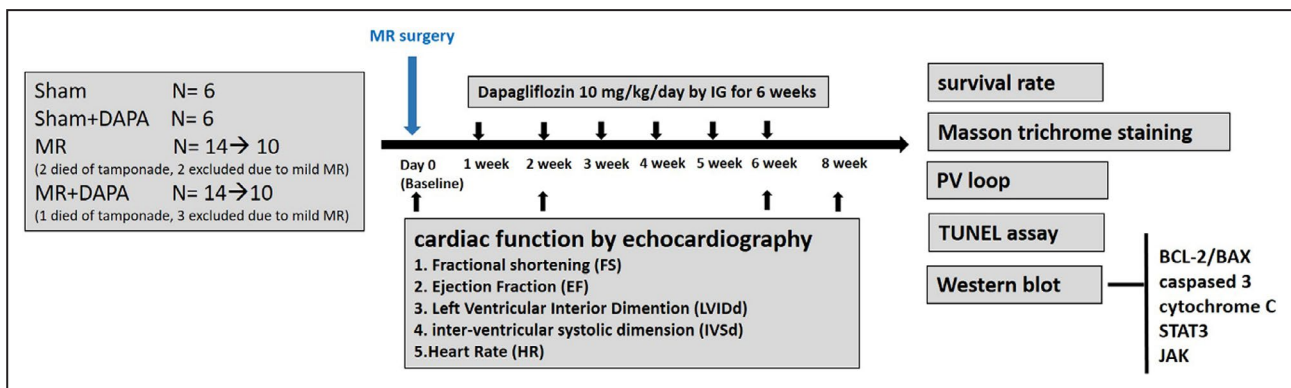 MR surgery
Sham N= 6
Sham+DAPA N= 6
MR N= 14→ 10
(2 died of tamponade, 2 excluded due to mild MR)
MR+DAPA N= 14→10
(1 died of tamponade, 3 excluded due to mild MR)
Dapagliflozin 10 mg/kg/day by IG for 6 weeks
Day 0 1 week 2 week 3 week 4 week 5 week 6 week 8 week
(Baseline)
cardiac function by echocardiography
1. Fractional shortening (FS)
2. Ejection Fraction (EF)
3. Left Ventricular Interior Dimention (LVIDd)
4. inter-ventricular systolic dimension (IVSd)
5.Heart Rate (HR)
survival rate
Masson trichrome staining
PV loop
TUNEL assay
Western blot
BCL-2/BAX
caspased 3
cytochrome C
STAT3
JAK